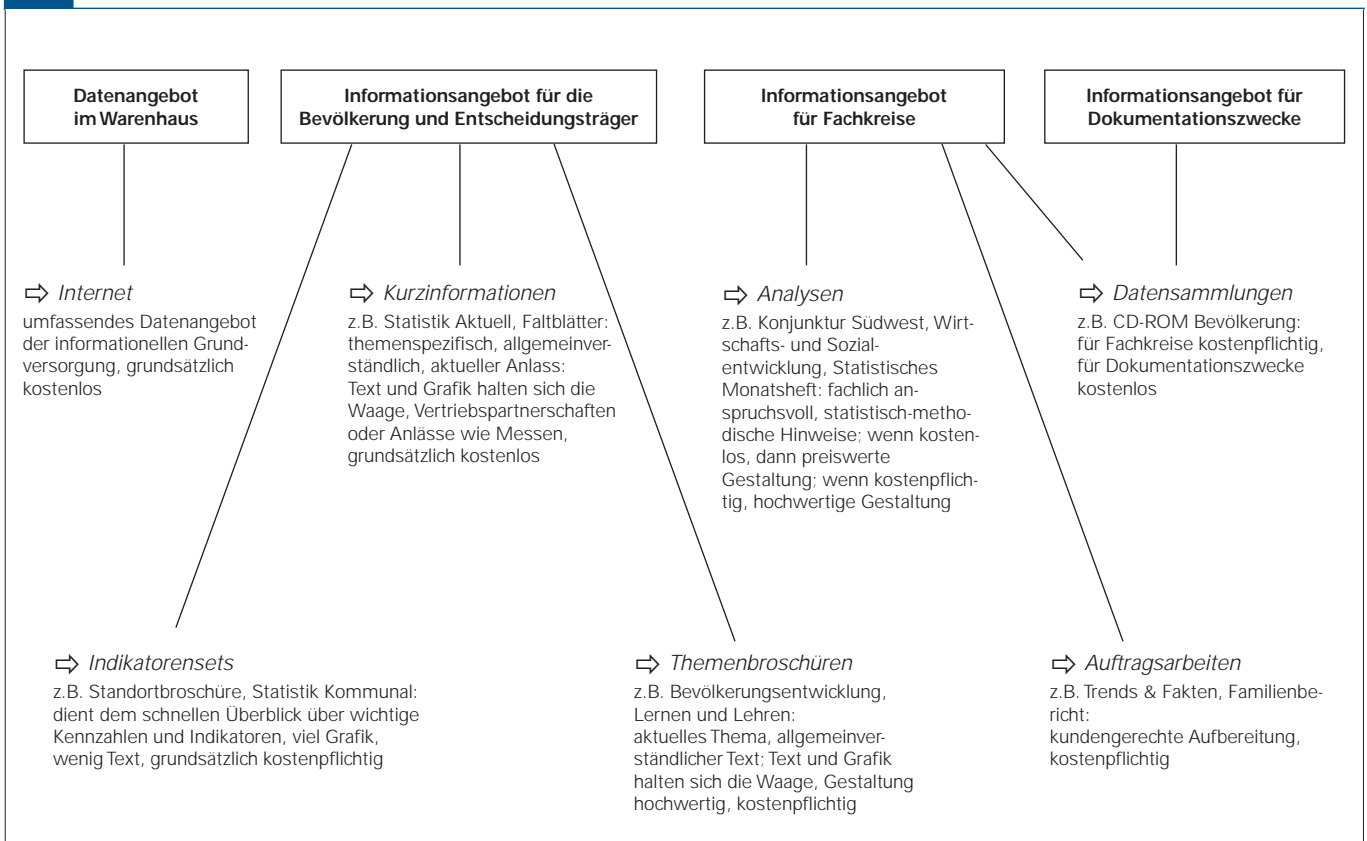 Datenangebot
im Warenhaus
Informationsangebot für die
Bevölkerung und Entscheidungsträger
Informationsangebot
für Fachkreise
Informationsangebot für
Dokumentationszwecke
⇨ Internet
umfassendes Datenangebot
der informationellen Grund-
versorgung, grundsätzlich
kostenlos
⇨ Kurzinformationen
z.B. Statistik Aktuell, Faltblätter:
themenspezifisch, allgemeinver-
ständlich, aktueller Anlass:
Text und Grafik halten sich die
Waage, Vertriebspartnerschaften
oder Anlässe wie Messen,
grundsätzlich kostenlos
⇨ Analysen
z.B. Konjunktur Südwest, Wirt-
schafts- und Sozial-
entwicklung, Statistisches
Monatsheft: fachlich an-
spruchsvoll, statistisch-metho-
dische Hinweise; wenn kosten-
los, dann preiswerte
Gestaltung; wenn kostenpflich-
tig, hochwertige Gestaltung
⇨ Datensammlungen
z.B. CD-ROM Bevölkerung:
für Fachkreise kostenpflichtig,
für Dokumentationszwecke
kostenlos
⇨ Indikatorensets
z.B. Standortbroschüre, Statistik Kommunal:
dient dem schnellen Überblick über wichtige
Kennzahlen und Indikatoren, viel Grafik,
wenig Text, grundsätzlich kostenpflichtig
⇨ Themenbroschüren
z.B. Bevölkerungsentwicklung,
Lernen und Lehren:
aktuelles Thema, allgemeinver-
ständlicher Text; Text und Grafik
halten sich die Waage, Gestaltung
hochwertig, kostenpflichtig
⇨ Auftragsarbeiten
z.B. Trends & Fakten, Familienbe-
richt:
kundengerechte Aufbereitung,
kostenpflichtig